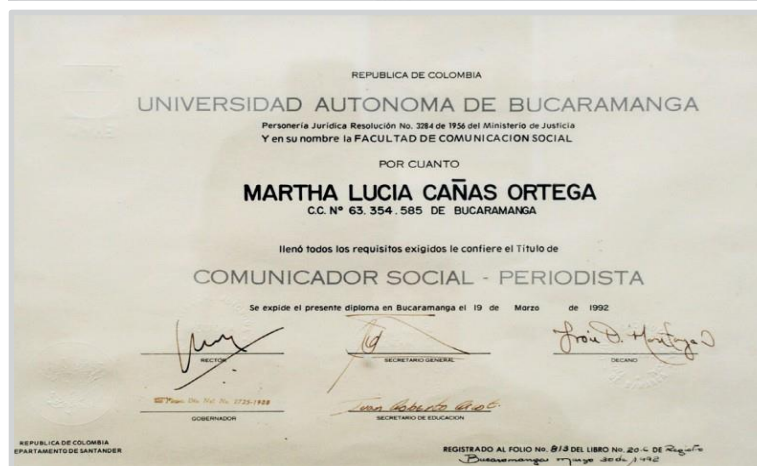 REPUBLICA DE COLOMBIA
UNIVERSIDAD AUTONOMA DE BUCARAMANGA
Personería Jurídica Resolución No. 3284 de 1956 del Ministerio de Justicia
Y en su nombre la FACULTAD DE COMUNICACION SOCIAL
POR CUANTO
MARTHA LUCIA CAÑAS ORTEGA
C.C. Nº 63.354.585 DE BUCARAMANGA
llenó todos los requisitos exigidos le confiere el Título de
COMUNICADOR SOCIAL - PERIODISTA
Se expide el presente diploma en Bucaramanga el 19 de Marzo de 1992
RECTOR
SECRETARIO GENERAL
DECANO
GOBERNADOR
SECRETARIO DE EDUCACION
REPUBLICA DE COLOMBIA
EPARTAMENTO DE SANTANDER
REGISTRADO AL FOLIO No. 813 DEL LIBRO No. 20-C DE Registro
Bucaramanga marzo 30 de 1992